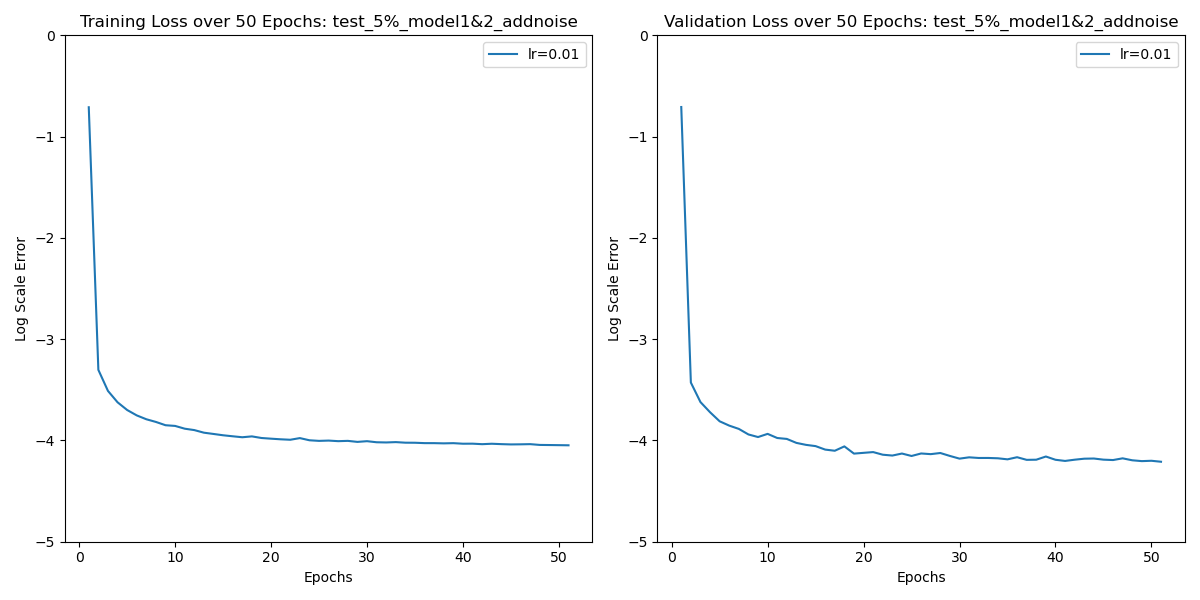 Training Loss over 50 Epochs: test_5%_model1&2_addnoise
0
−1
−2
−3
−4
−5
Log Scale Error
lr=0.01
0 10 20 30 40 50
Epochs
Validation Loss over 50 Epochs: test_5%_model1&2_addnoise
0
−1
−2
−3
−4
−5
Log Scale Error
lr=0.01
0 10 20 30 40 50
Epochs